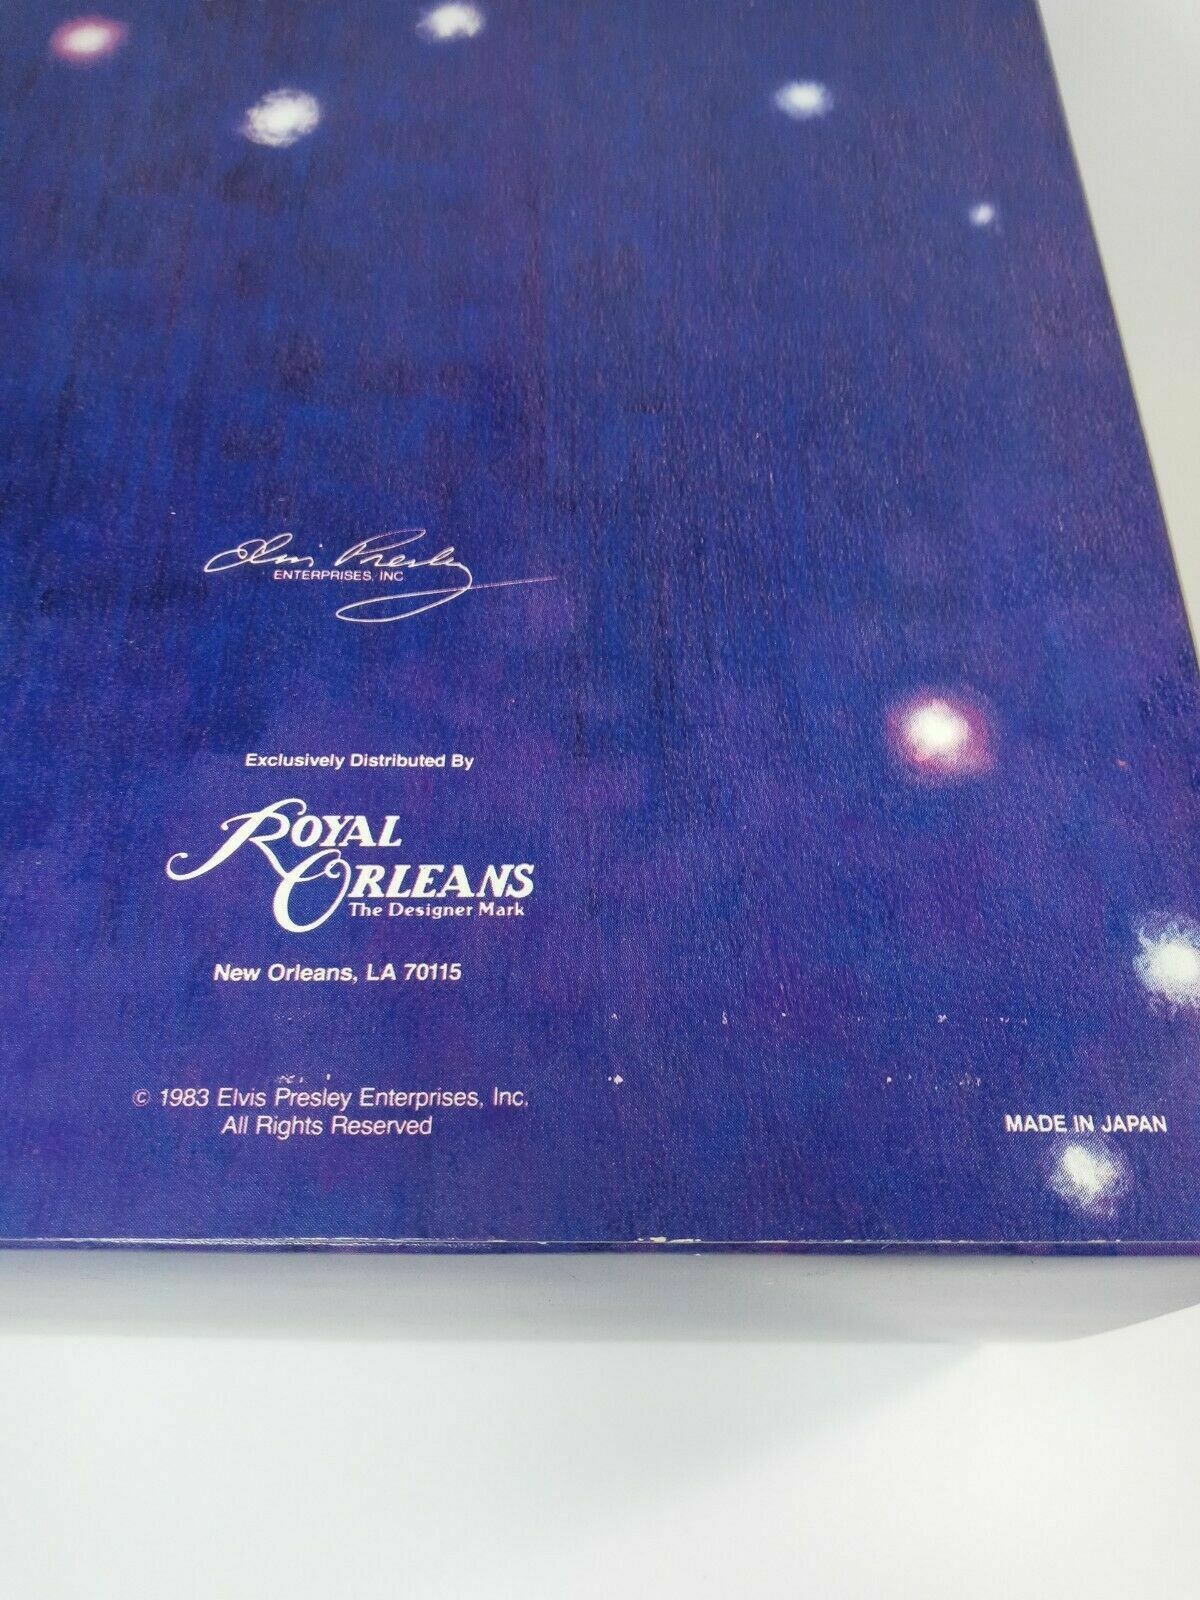 Elvis Presley
ENTERPRISES, INC
Exclusively Distributed By
ROYAL
ORLEANS
The Designer Mark
New Orleans, LA 70115
© 1983 Elvis Presley Enterprises, Inc.
All Rights Reserved
MADE IN JAPAN